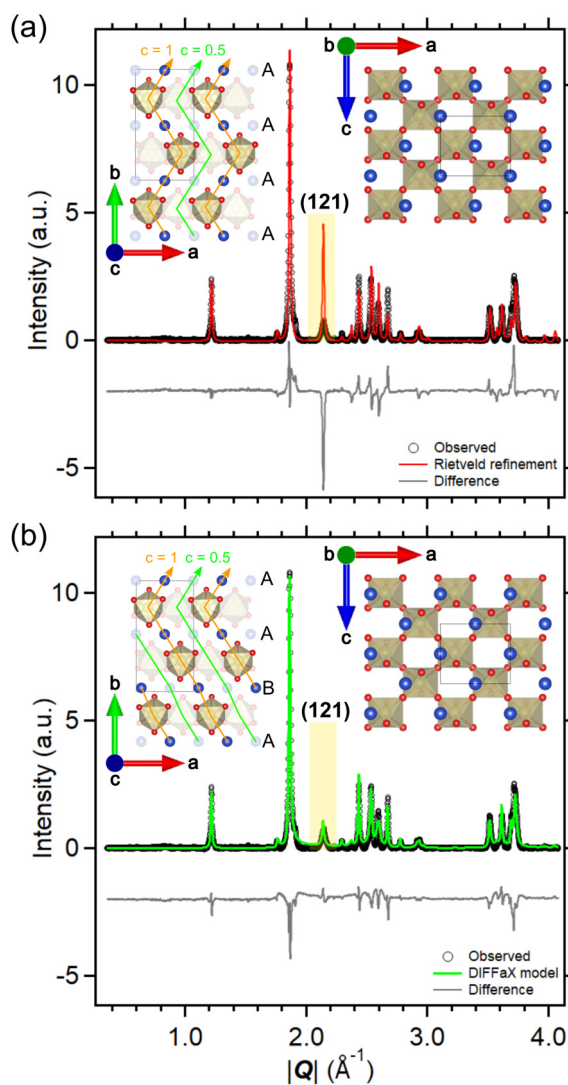 (a)
c = 1 c = 0.5
b a
A
10
A
c
b
A
(121)
5
c a
A
Intensity (a.u.)
0
Observed
Rietveld refinement
Difference
-5
(b)
c = 1 c = 0.5
b a
A
10
A
c
b
B
(121)
5
c a
A
Intensity (a.u.)
0
Observed
DIFFaX model
Difference
-5
1.0 2.0 3.0 4.0
|Q| (Å-1)